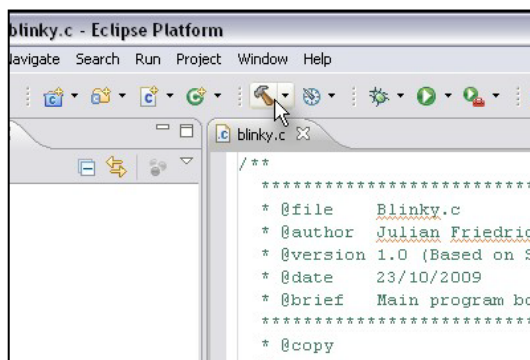 blinky.c - Eclipse Platform
Navigate Search Run Project Window Help
blinky.c
/**
****************************
* @file Blinky.c
* @author Julian Friedric
* @version 1.0 (Based on S
* @date 23/10/2009
* @brief Main program bo
****************************
* @copy